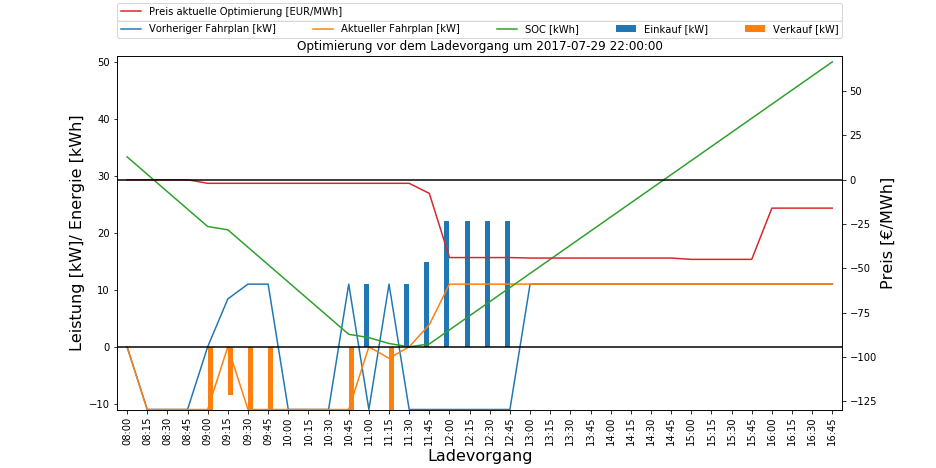 Preis aktuelle Optimierung [EUR/MWh]
Vorheriger Fahrplan [kW] Aktueller Fahrplan [kW] SOC [kWh] Einkauf [kW] Verkauf [kW]
Optimierung vor dem Ladevorgang um 2017-07-29 22:00:00
Leistung [kW]/ Energie [kWh]
50
40
30
20
10
0
−10
50
25
0
−25
−50
−75
−100
−125
Preis [€/MWh]
08:00 08:15 08:30 08:45 09:00 09:15 09:30 09:45 10:00 10:15 10:30 10:45 11:00 11:15 11:30 11:45 12:00 12:15 12:30 12:45 13:00 13:15 13:30 13:45 14:00 14:15 14:30 14:45 15:00 15:15 15:30 15:45 16:00 16:15 16:30 16:45
Ladevorgang